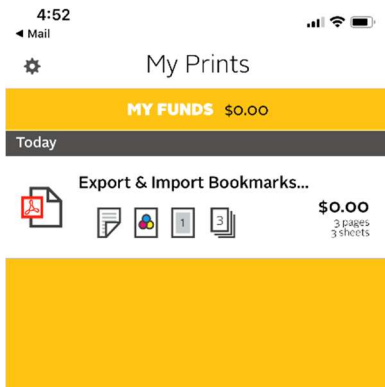 4:52
Mail
My Prints
MY FUNDS $0.00
Today
Export & Import Bookmarks...
$0.00
1
3
3 pages
3 sheets